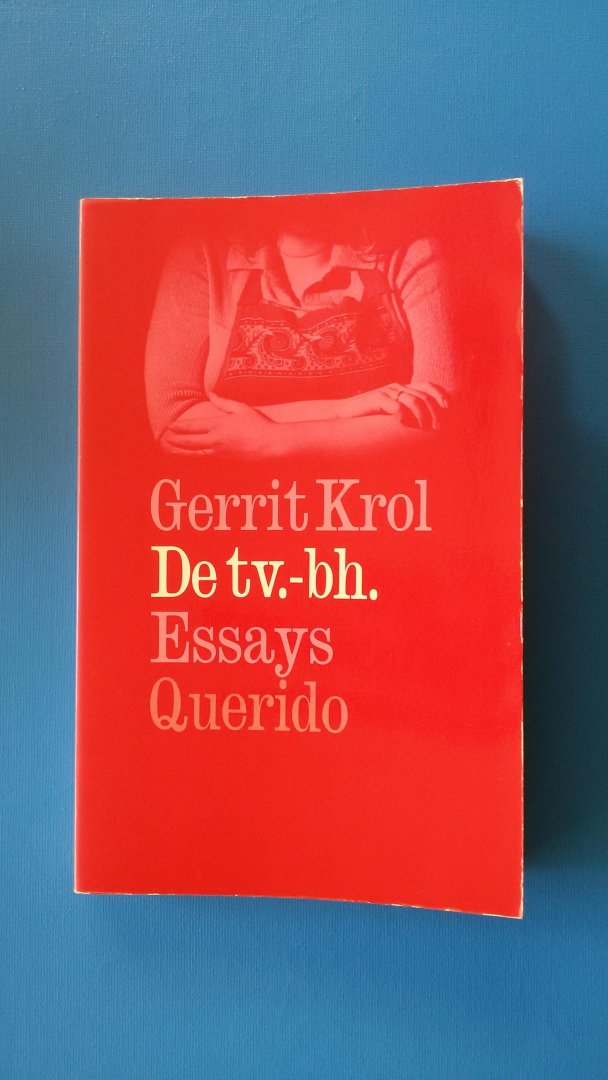 Gerrit Krol
De tv.-bh.
Essays
Querido